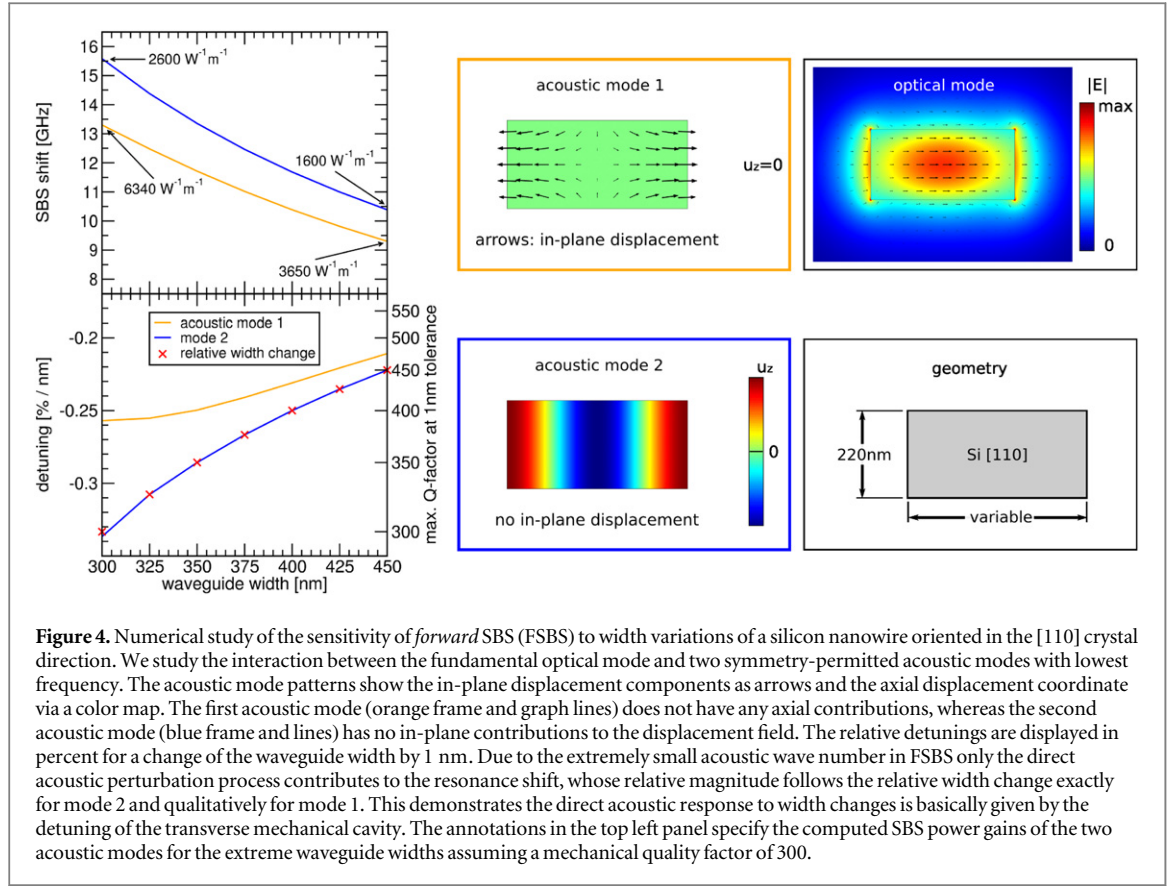 16
15
14
13
12
11
10
9
8
SBS shift [GHz]
2600 W⁻¹m⁻¹
6340 W⁻¹m⁻¹
1600 W⁻¹m⁻¹
3650 W⁻¹m⁻¹
acoustic mode 1
u_z=0
arrows: in-plane displacement
optical mode
|E|
max
0
-0.2
-0.25
-0.3
detuning [% / nm]
acoustic mode 1
mode 2
relative width change
550
500
450
400
350
300
max. Q-factor at 1nm tolerance
300 325 350 375 400 425 450
waveguide width [nm]
acoustic mode 2
u_z
0
no in-plane displacement
geometry
220nm
Si [110]
variable
Figure 4. Numerical study of the sensitivity of forward SBS (FSBS) to width variations of a silicon nanowire oriented in the [110] crystal
direction. We study the interaction between the fundamental optical mode and two symmetry-permitted acoustic modes with lowest
frequency. The acoustic mode patterns show the in-plane displacement components as arrows and the axial displacement coordinate
via a color map. The first acoustic mode (orange frame and graph lines) does not have any axial contributions, whereas the second
acoustic mode (blue frame and lines) has no in-plane contributions to the displacement field. The relative detunings are displayed in
percent for a change of the waveguide width by 1 nm. Due to the extremely small acoustic wave number in FSBS only the direct
acoustic perturbation process contributes to the resonance shift, whose relative magnitude follows the relative width change exactly
for mode 2 and qualitatively for mode 1. This demonstrates the direct acoustic response to width changes is basically given by the
detuning of the transverse mechanical cavity. The annotations in the top left panel specify the computed SBS power gains of the two
acoustic modes for the extreme waveguide widths assuming a mechanical quality factor of 300.